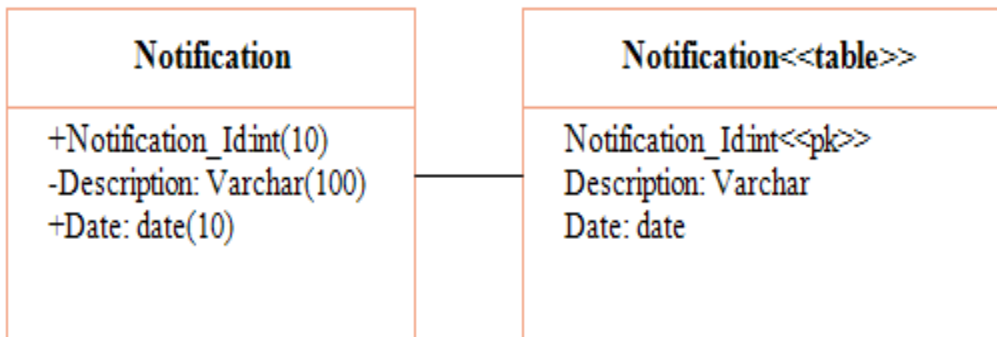 Notification
+Notification_Id:int(10)
-Description: Varchar(100)
+Date: date(10)
Notification<<table>>
Notification_Id:int<<pk>>
Description: Varchar
Date: date